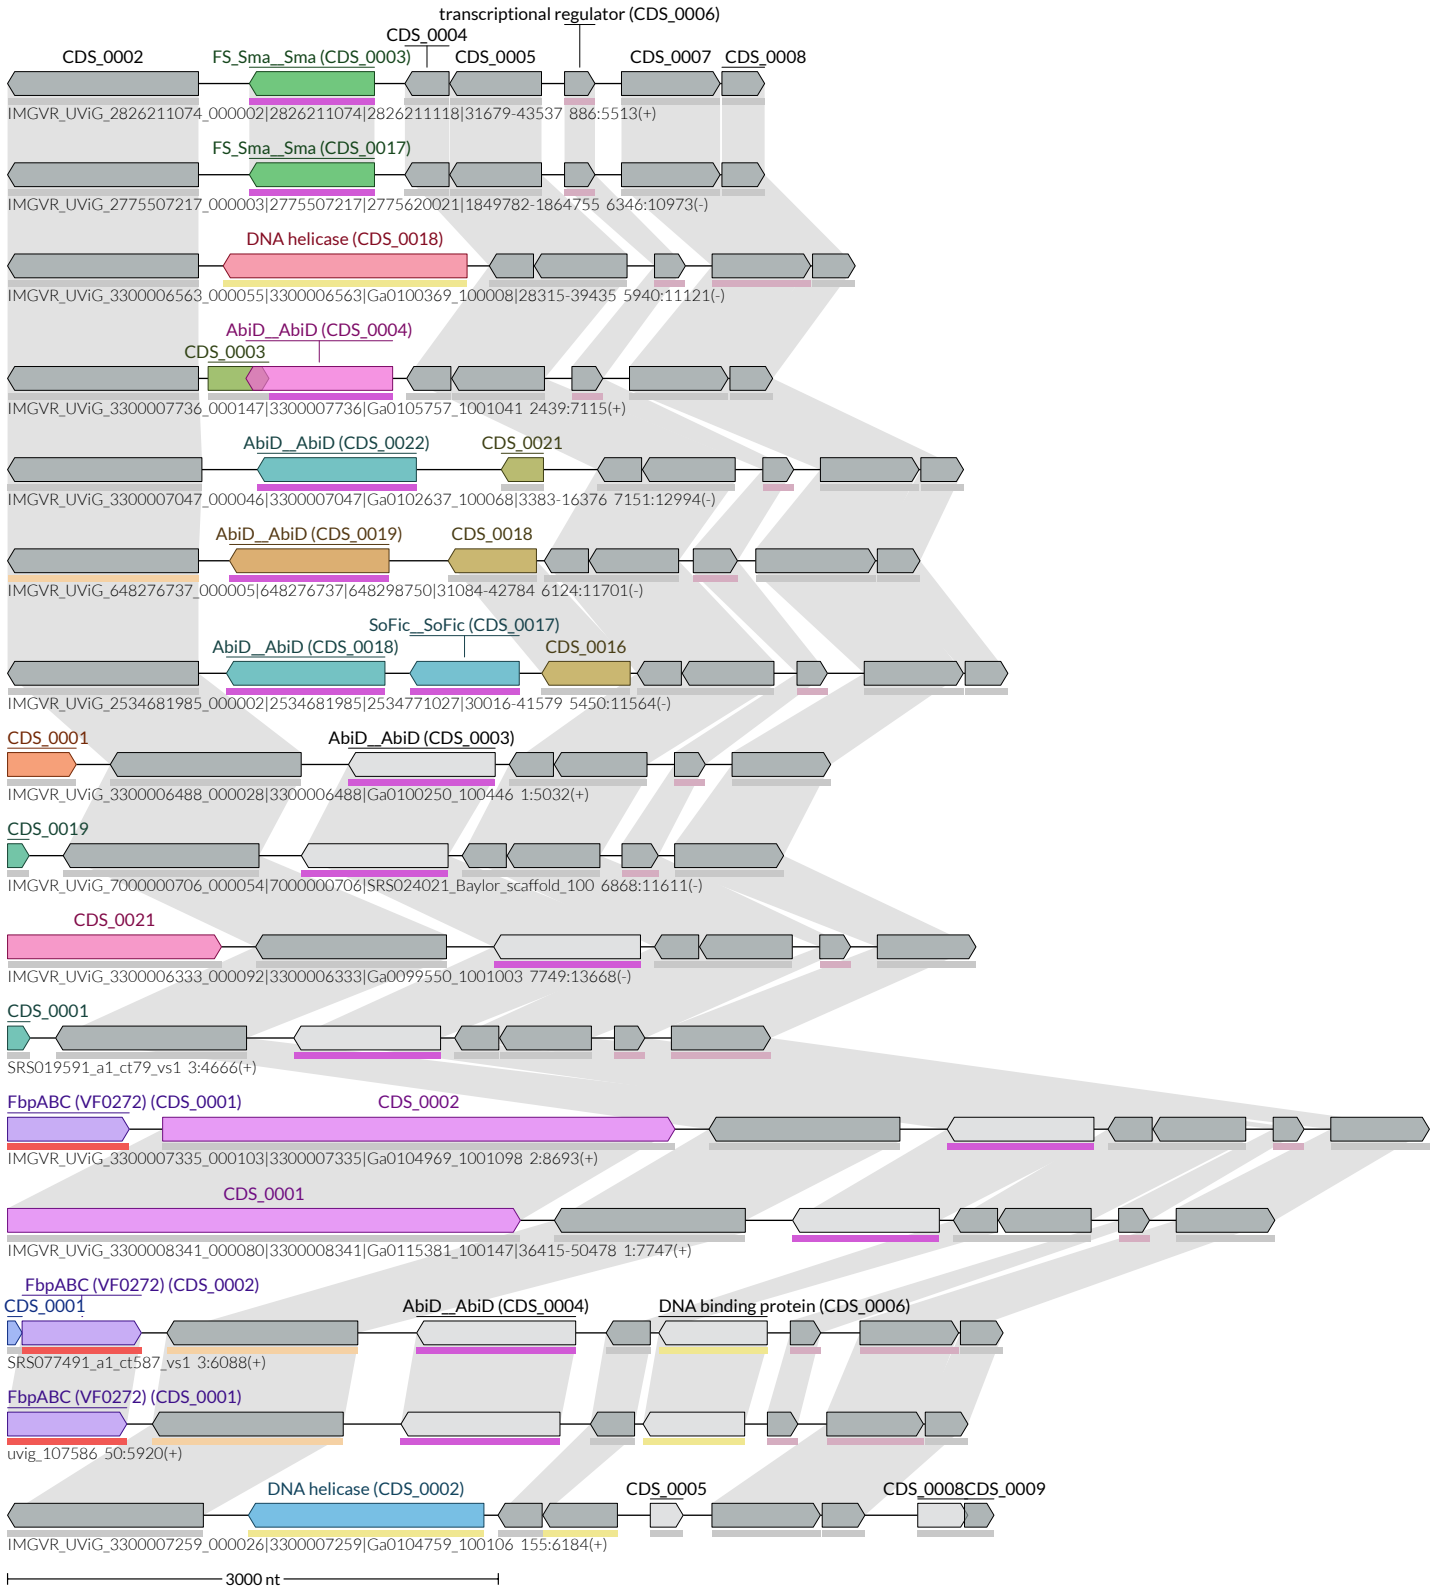 transcriptional regulator (CDS_0006)
CDS_0004
CDS_0002 FS_Sma__Sma (CDS_0003) CDS_0005 CDS_0007 CDS_0008
IMGVR_UViG_2826211074_000002|2826211074|2826211118|31679-43537 886:5513(+)
FS_Sma__Sma (CDS_0017)
IMGVR_UViG_2775507217_000003|2775507217|2775620021|1849782-1864755 6346:10973(-)
DNA helicase (CDS_0018)
IMGVR_UViG_3300006563_000055|3300006563|Ga0100369_100008|28315-39435 5940:11121(-)
AbiD__AbiD (CDS_0004)
CDS_0003
IMGVR_UViG_3300007736_000147|3300007736|Ga0105757_1001041 2439:7115(+)
AbiD__AbiD (CDS_0022) CDS_0021
IMGVR_UViG_3300007047_000046|3300007047|Ga0102637_100068|3383-16376 7151:12994(-)
AbiD__AbiD (CDS_0019) CDS_0018
IMGVR_UViG_648276737_000005|648276737|648298750|31084-42784 6124:11701(-)
SoFic__SoFic (CDS_0017)
AbiD__AbiD (CDS_0018) CDS_0016
IMGVR_UViG_2534681985_000002|2534681985|2534771027|30016-41579 5450:11564(-)
CDS_0001 AbiD__AbiD (CDS_0003)
IMGVR_UViG_3300006488_000028|3300006488|Ga0100250_100446 1:5032(+)
CDS_0019
IMGVR_UViG_7000000706_000054|7000000706|SRS024021_Baylor_scaffold_100 6868:11611(-)
CDS_0021
IMGVR_UViG_3300006333_000092|3300006333|Ga0099550_1001003 7749:13668(-)
CDS_0001
SRS019591_a1_ct79_vs1 3:4666(+)
FbpABC (VF0272) (CDS_0001) CDS_0002
IMGVR_UViG_3300007335_000103|3300007335|Ga0104969_1001098 2:8693(+)
CDS_0001
IMGVR_UViG_3300008341_000080|3300008341|Ga0115381_100147|36415-50478 1:7747(+)
FbpABC (VF0272) (CDS_0002)
CDS_0001 AbiD__AbiD (CDS_0004) DNA binding protein (CDS_0006)
SRS077491_a1_ct587_vs1 3:6088(+)
FbpABC (VF0272) (CDS_0001)
uvig_107586 50:5920(+)
DNA helicase (CDS_0002) CDS_0005 CDS_0008 CDS_0009
IMGVR_UViG_3300007259_000026|3300007259|Ga0104759_100106 155:6184(+)
3000 nt